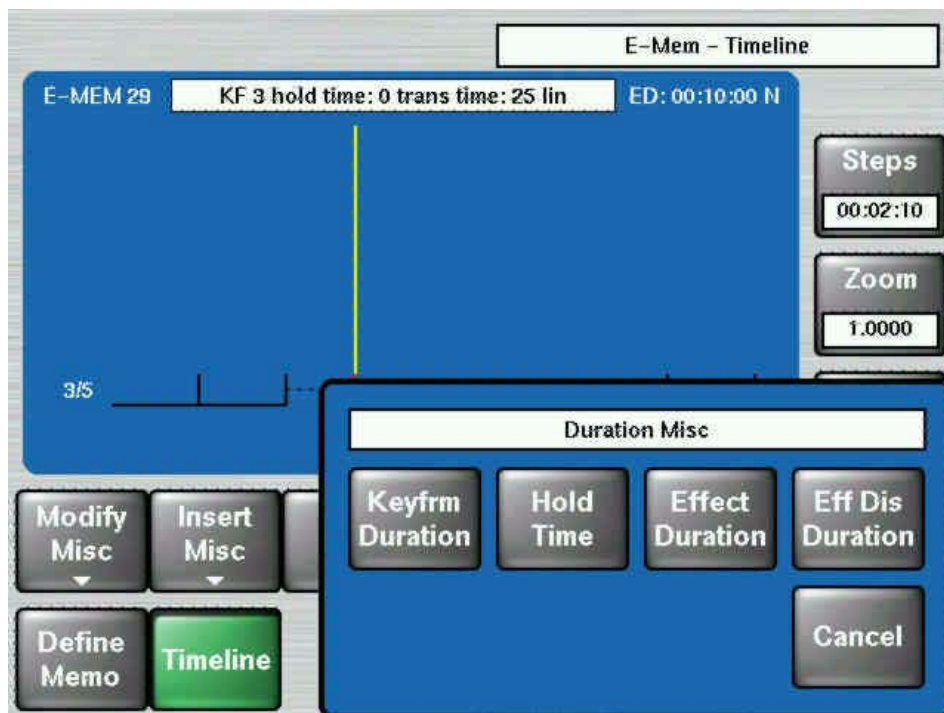 E-Mem - Timeline
E-MEM 29
KF 3 hold time: 0 trans time: 25 lin
ED: 00:10:00 N
Steps
00:02:10
Zoom
1.0000
3/5
Duration Misc
Keyfrm
Duration
Hold
Time
Effect
Duration
Eff Dis
Duration
Cancel
Modify
Misc
Insert
Misc
Define
Memo
Timeline